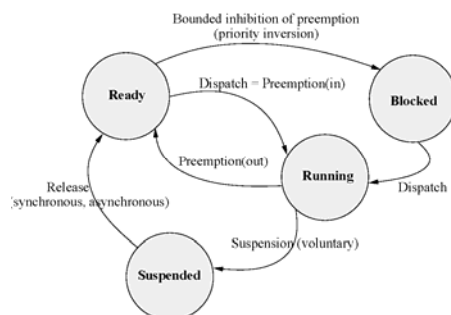 Bounded inhibition of preemption
(priority inversion)
Ready
Dispatch = Preemption(in)
Blocked
Preemption(out)
Running
Release
(synchronous, asynchronous)
Dispatch
Suspension (voluntary)
Suspended